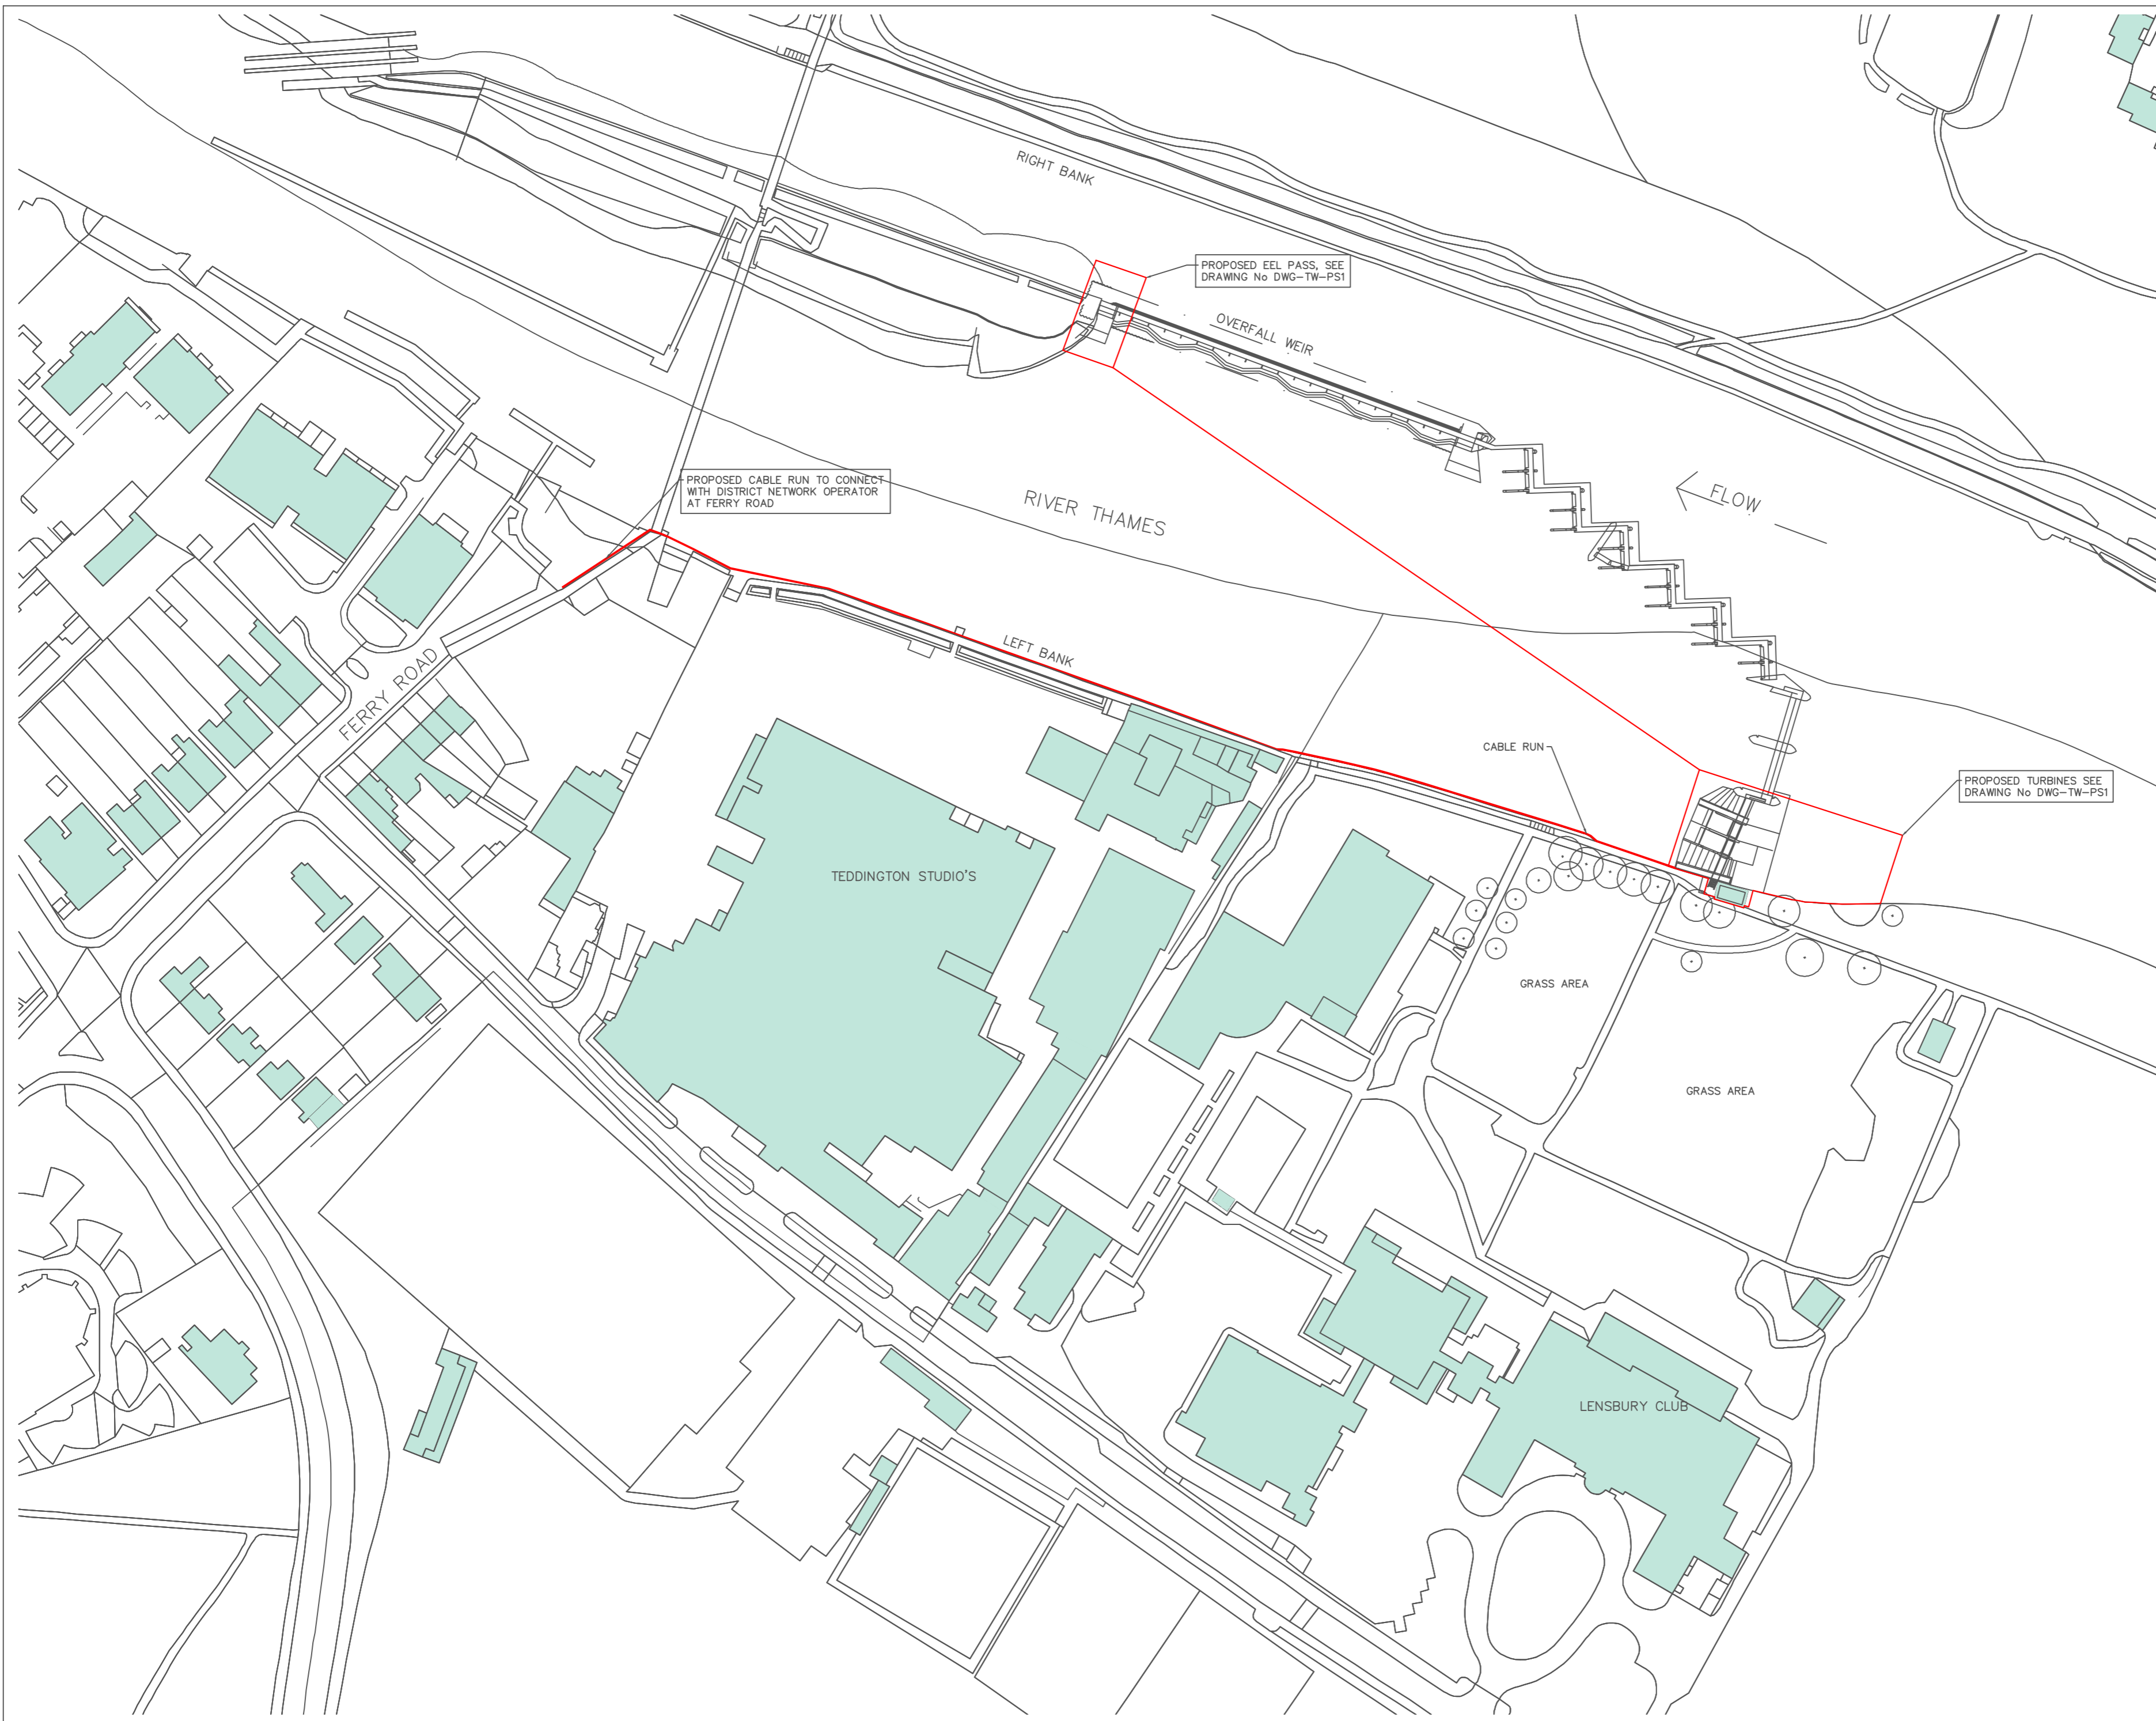 RIGHT BANK
PROPOSED EEL PASS, SEE
DRAWING No DWG-TW-PS1
OVERFALL WEIR
PROPOSED CABLE RUN TO CONNECT
WITH DISTRICT NETWORK OPERATOR
AT FERRY ROAD
RIVER THAMES
FLOW
LEFT BANK
FERRY ROAD
CABLE RUN
PROPOSED TURBINES SEE
DRAWING No DWG-TW-PS1
TEDDINGTON STUDIO'S
GRASS AREA
GRASS AREA
LENSBURY CLUB